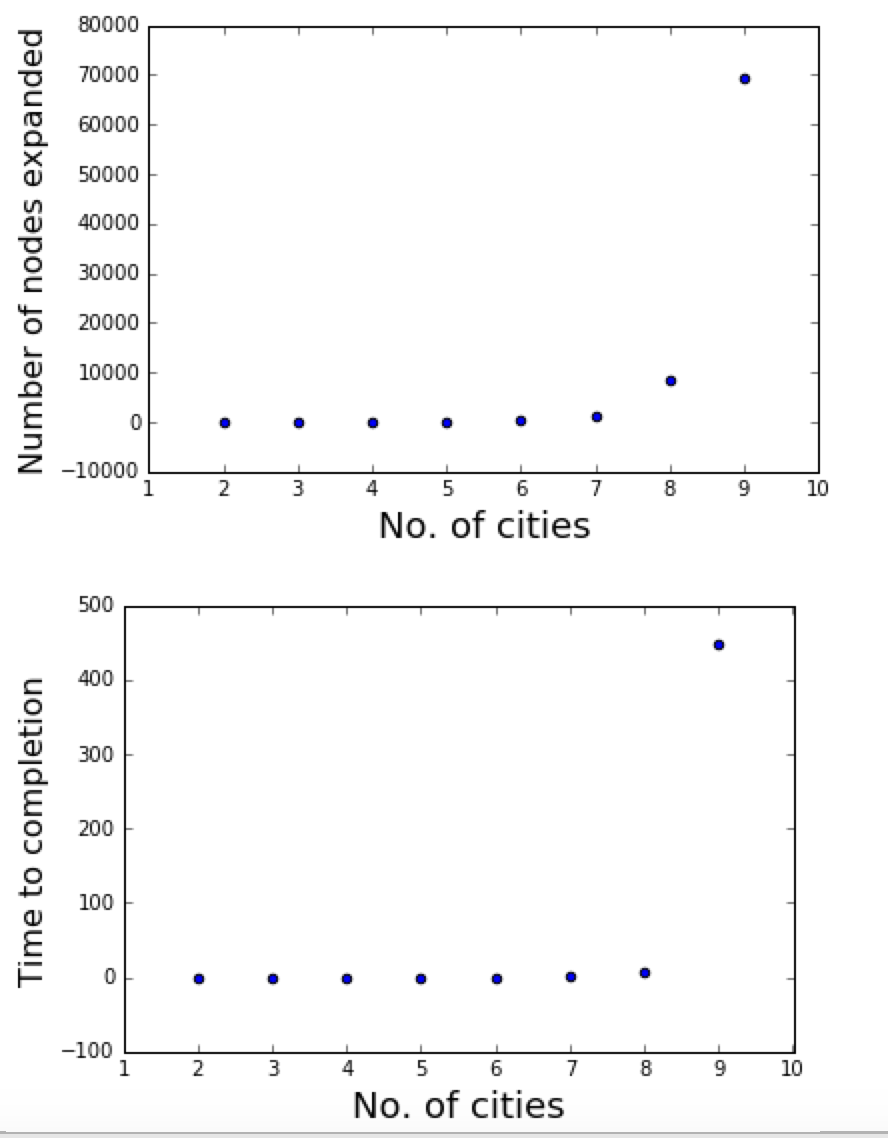 80000
70000
60000
50000
40000
30000
20000
10000
0
−10000
Number of nodes expanded
1 2 3 4 5 6 7 8 9 10
No. of cities
500
400
300
200
100
0
−100
Time to completion
1 2 3 4 5 6 7 8 9 10
No. of cities